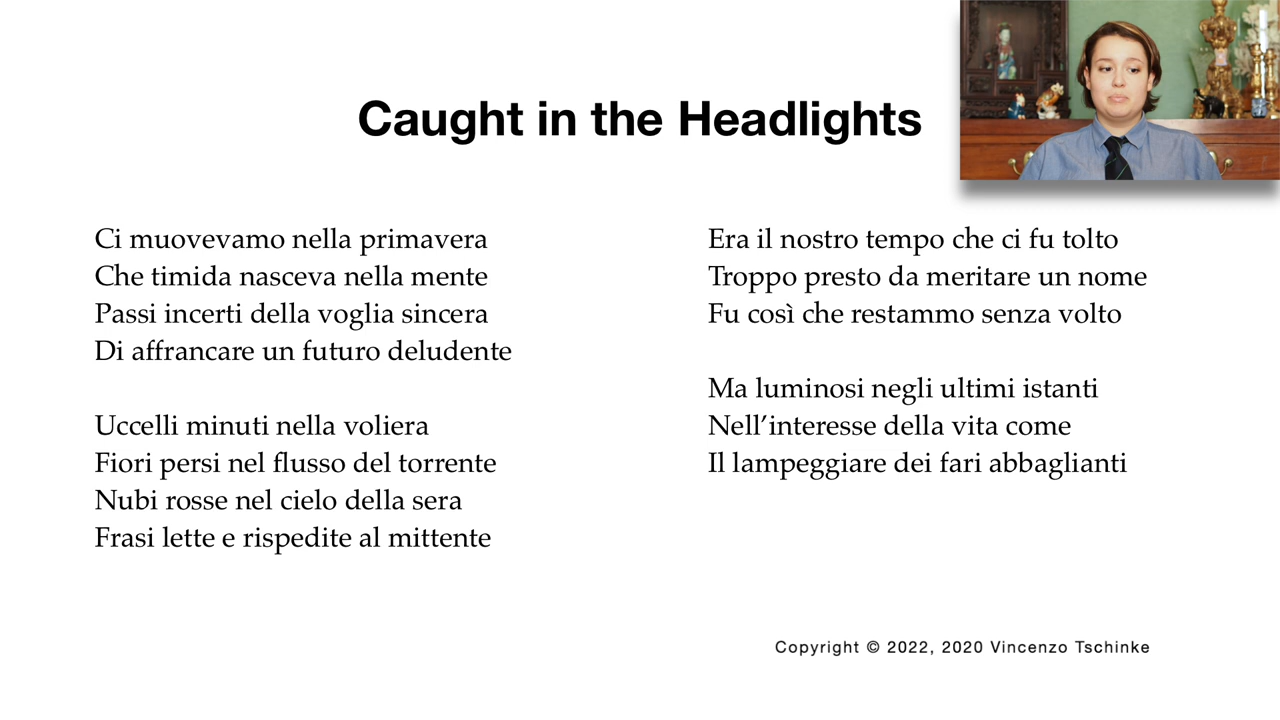 Caught in the Headlights
Ci muovevamo nella primavera
Che timida nasceva nella mente
Passi incerti della voglia sincera
Di affrancare un futuro deludente
Uccelli minuti nella voliera
Fiori persi nel flusso del torrente
Nubi rosse nel cielo della sera
Frasi lette e rispedite al mittente
Era il nostro tempo che ci fu tolto
Troppo presto da meritare un nome
Fu così che restammo senza volto
Ma luminosi negli ultimi istanti
Nell’interesse della vita come
Il lampeggiare dei fari abbaglianti
Copyright © 2022, 2020 Vincenzo Tschinke